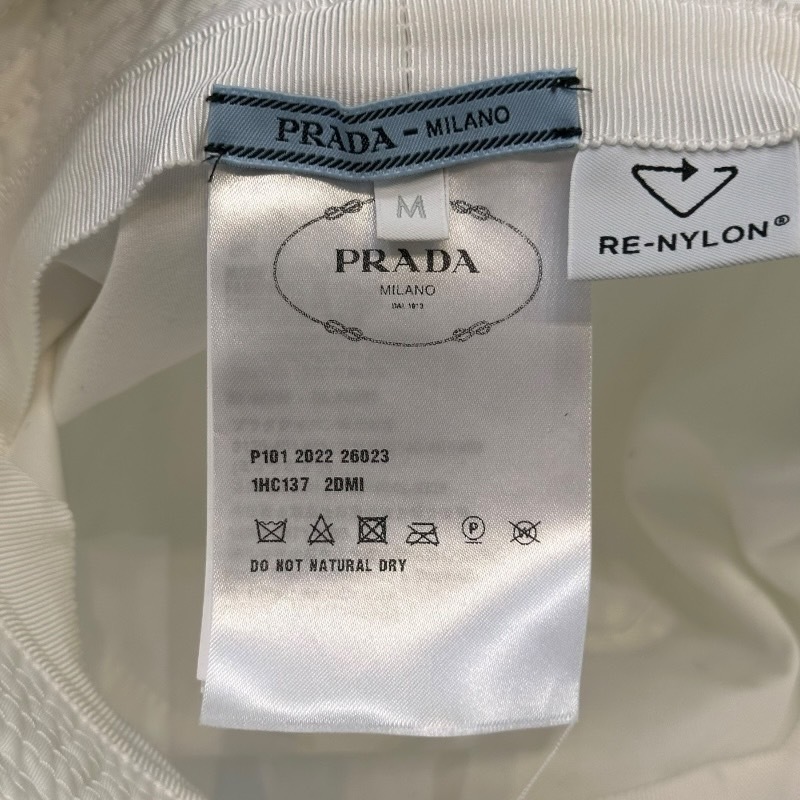 PRADA - MILANO
M
RE-NYLON®
PRADA
MILANO
DAL 1913
P101 2022 26023
1HC137 2DMI
P
W
DO NOT NATURAL DRY